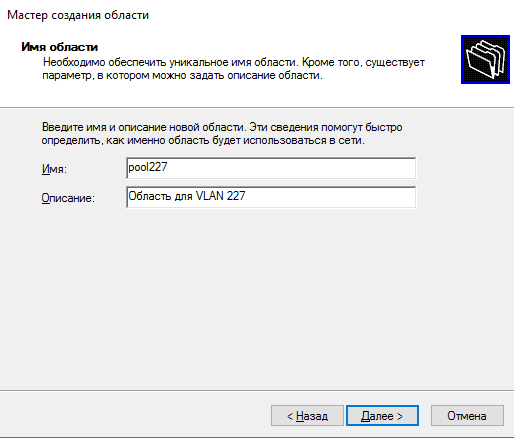 Мастер создания области
Имя области
Необходимо обеспечить уникальное имя области. Кроме того, существует
параметр, в котором можно задать описание области.
Введите имя и описание новой области. Эти сведения помогут быстро
определить, как именно область будет использоваться в сети.
Имя: pool227
Описание: Область для VLAN 227
< Назад Далее > Отмена